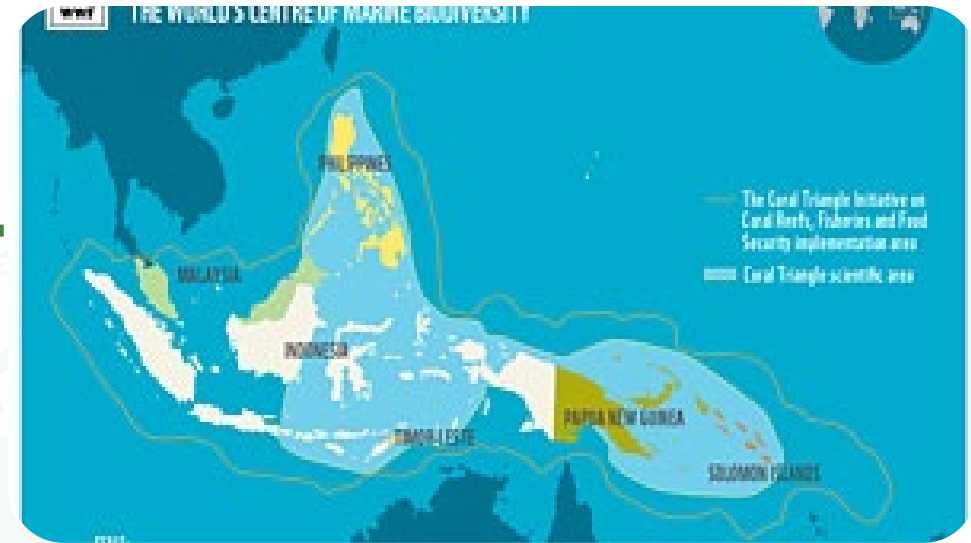 WWF
THE WORLD'S CENTRE OF MARINE BIODIVERSITY
PHILIPPINES
The Coral Triangle Initiative on
Coral Reefs, Fisheries and Food
Security implementation area
MALAYSIA
Coral Triangle scientific area
INDONESIA
PAPUA NEW GUINEA
TIMOR-LESTE
SOLOMON ISLANDS